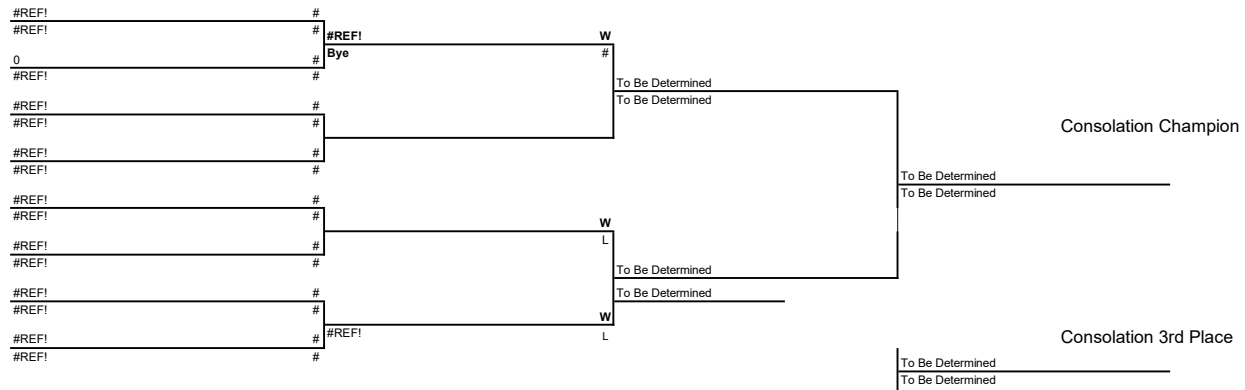 #REF! #
#REF! #
#REF! W
Bye #
0 #
#REF! #
To Be Determined
To Be Determined
#REF! #
#REF! #
Consolation Champion
#REF! #
#REF! #
To Be Determined
To Be Determined
#REF! #
#REF! #
W
L
#REF! #
#REF! #
To Be Determined
To Be Determined
#REF! #
#REF! #
W
#REF!
L
#REF! #
#REF! #
Consolation 3rd Place
To Be Determined
To Be Determined